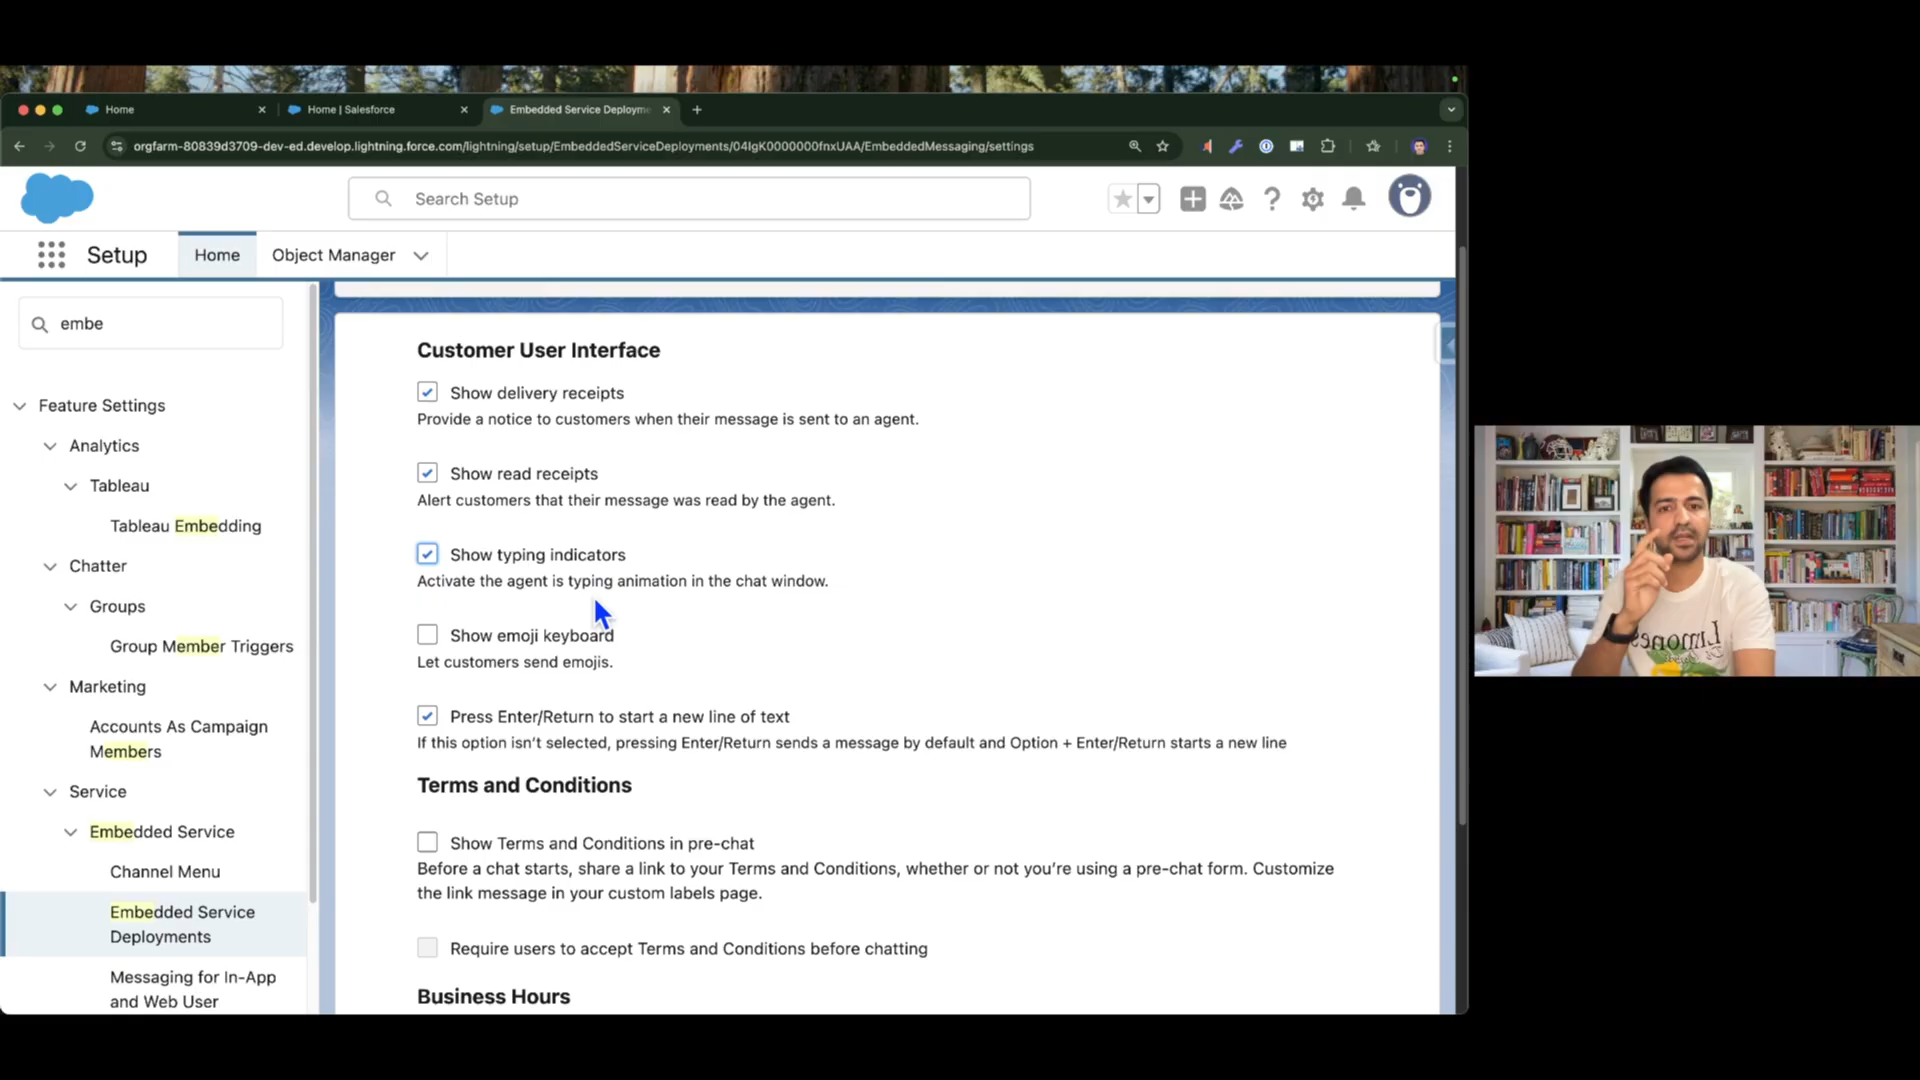 Home
Home | Salesforce
Embedded Service Deployme
orgfarm-80839d3709-dev-ed.develop.lightning.force.com/lightning/setup/EmbeddedServiceDeployments/04IgK0000000fnxUAA/EmbeddedMessaging/settings
Search Setup
Setup
Home
Object Manager
embe
Feature Settings
Analytics
Tableau
Tableau Embedding
Chatter
Groups
Group Member Triggers
Marketing
Accounts As Campaign
Members
Service
Embedded Service
Channel Menu
Embedded Service
Deployments
Messaging for In-App
and Web User
Customer User Interface
Show delivery receipts
Provide a notice to customers when their message is sent to an agent.
Show read receipts
Alert customers that their message was read by the agent.
Show typing indicators
Activate the agent is typing animation in the chat window.
Show emoji keyboard
Let customers send emojis.
Press Enter/Return to start a new line of text
If this option isn't selected, pressing Enter/Return sends a message by default and Option + Enter/Return starts a new line
Terms and Conditions
Show Terms and Conditions in pre-chat
Before a chat starts, share a link to your Terms and Conditions, whether or not you're using a pre-chat form. Customize
the link message in your custom labels page.
Require users to accept Terms and Conditions before chatting
Business Hours
Limones